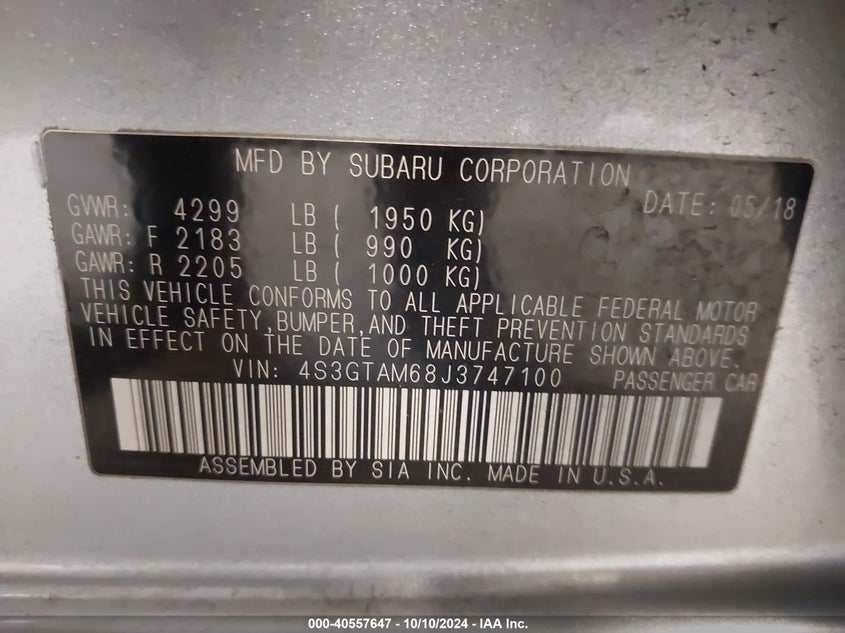 MFD BY SUBARU CORPORATION
DATE: 05/18
GVWR: 4299 LB ( 1950 KG)
GAWR: F 2183 LB ( 990 KG)
GAWR: R 2205 LB ( 1000 KG)
THIS VEHICLE CONFORMS TO ALL APPLICABLE FEDERAL MOTOR
VEHICLE SAFETY,BUMPER,AND THEFT PREVENTION STANDARDS
IN EFFECT ON THE DATE OF MANUFACTURE SHOWN ABOVE.
VIN: 4S3GTAM68J3747100 PASSENGER CAR
ASSEMBLED BY SIA INC. MADE IN U.S.A.
000-40557647 - 10/10/2024 - IAA Inc.